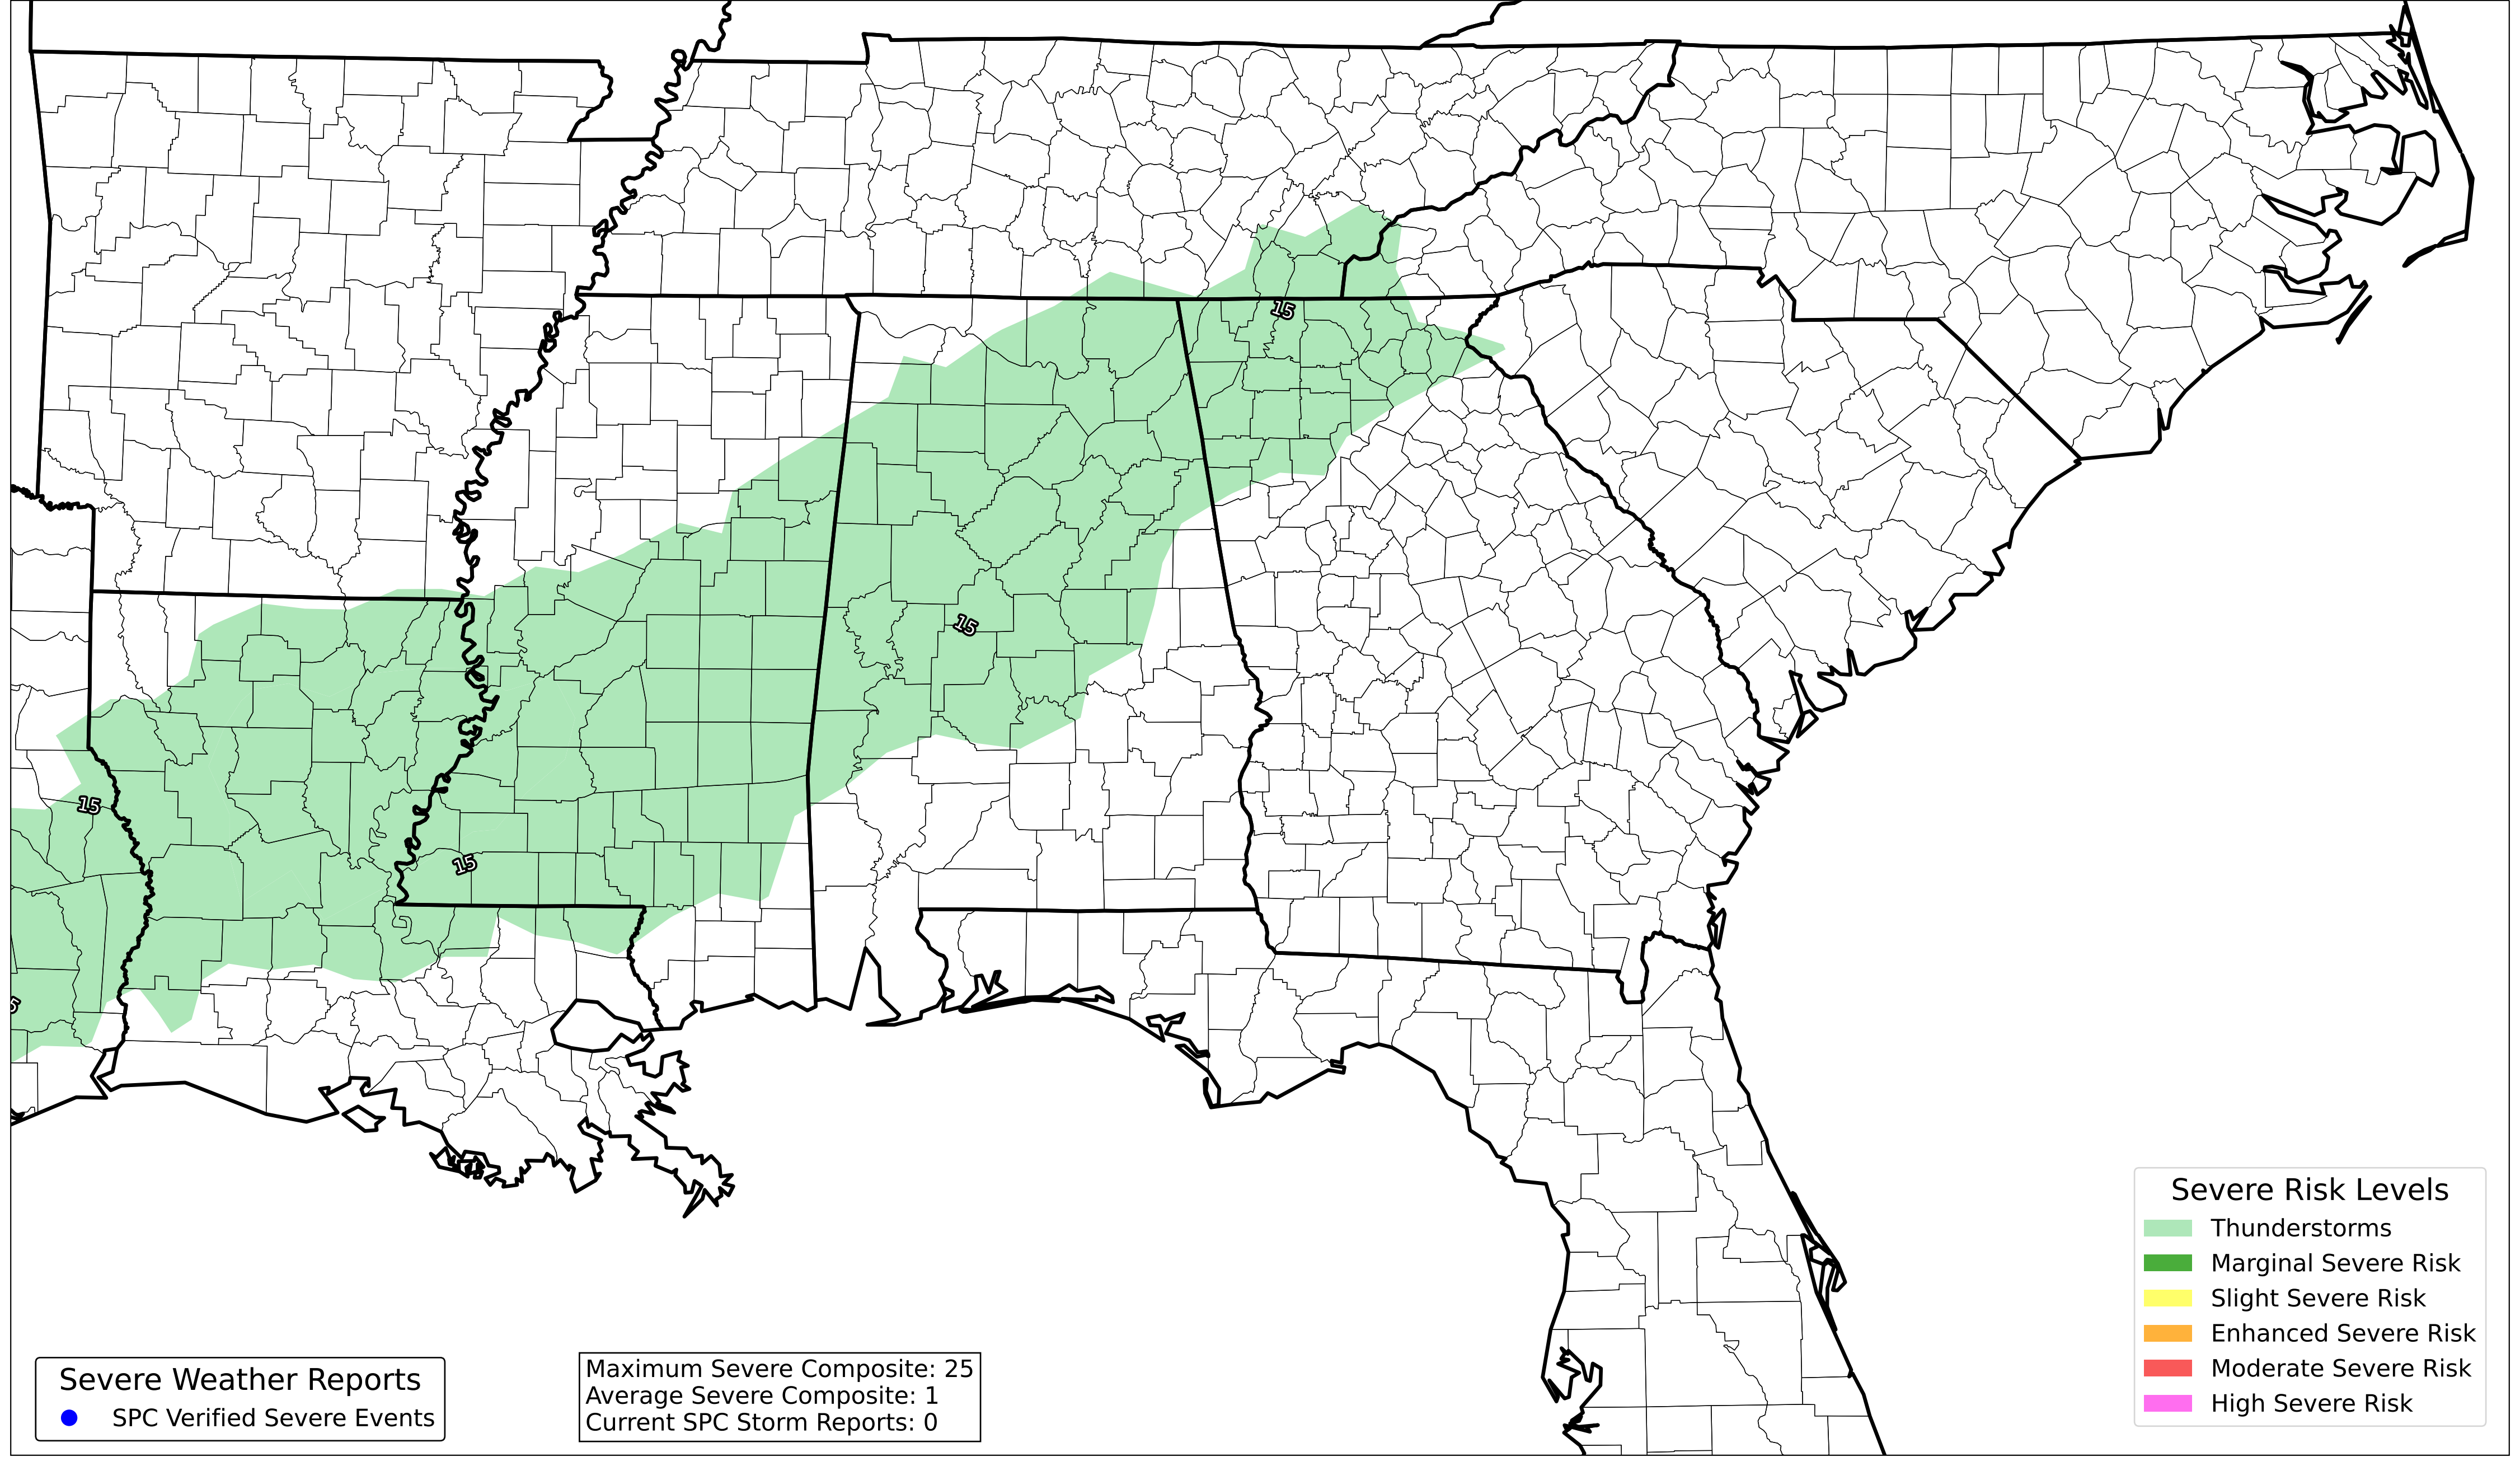 15
15
15
15
5
Severe Risk Levels
Thunderstorms
Marginal Severe Risk
Slight Severe Risk
Enhanced Severe Risk
Moderate Severe Risk
High Severe Risk
Severe Weather Reports
SPC Verified Severe Events
Maximum Severe Composite: 25
Average Severe Composite: 1
Current SPC Storm Reports: 0